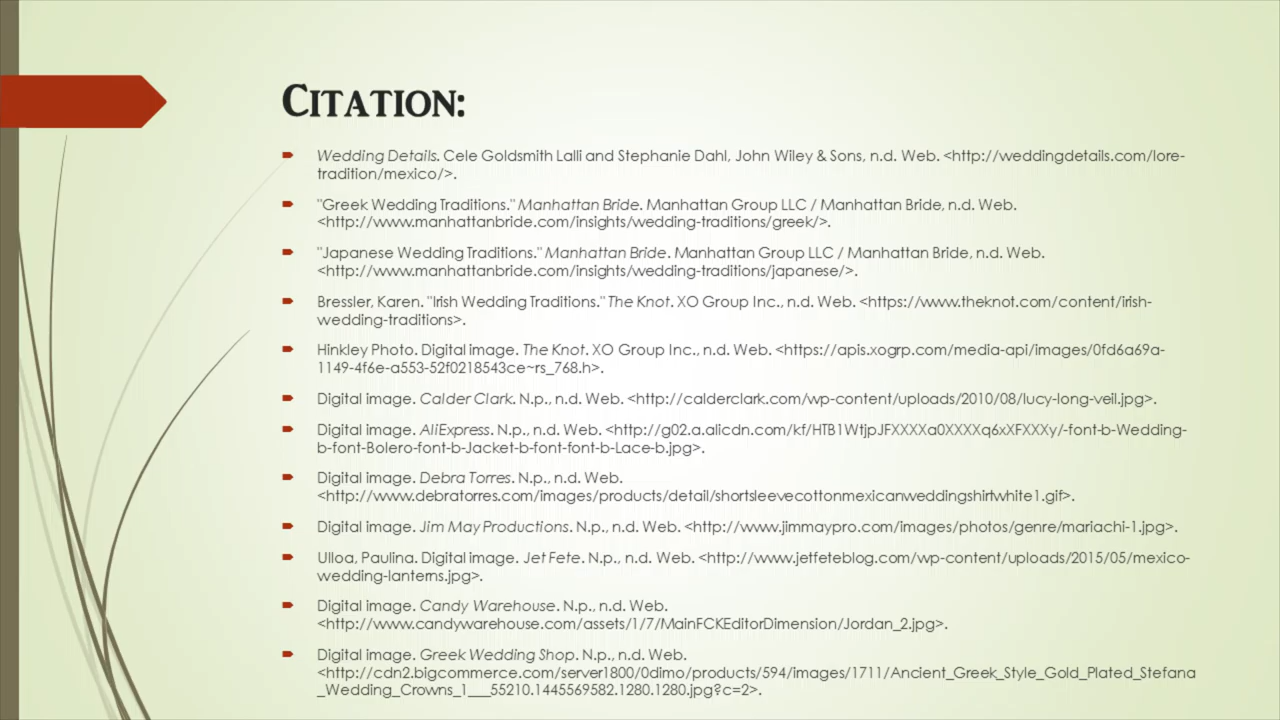 Citation:
Wedding Details. Cele Goldsmith Lalli and Stephanie Dahl, John Wiley & Sons, n.d. Web. <http://weddingdetails.com/lore-
tradition/mexico/>.
"Greek Wedding Traditions." Manhattan Bride. Manhattan Group LLC / Manhattan Bride, n.d. Web.
<http://www.manhattanbride.com/insights/wedding-traditions/greek/>.
"Japanese Wedding Traditions." Manhattan Bride. Manhattan Group LLC / Manhattan Bride, n.d. Web.
<http://www.manhattanbride.com/insights/wedding-traditions/japanese/>.
Bressler, Karen. "Irish Wedding Traditions." The Knot. XO Group Inc., n.d. Web. <https://www.theknot.com/content/irish-
wedding-traditions>.
Hinkley Photo. Digital image. The Knot. XO Group Inc., n.d. Web. <https://apis.xogrp.com/media-api/images/0fd6a69a-
1149-4f6e-a553-52f0218543ce~rs_768.h>.
Digital image. Calder Clark. N.p., n.d. Web. <http://calderclark.com/wp-content/uploads/2010/08/lucy-long-veil.jpg>.
Digital image. AliExpress. N.p., n.d. Web. <http://g02.a.alicdn.com/kf/HTB1WtjpJFXXXXa0XXXXq6xXFXXXy/-font-b-Wedding-
b-font-Bolero-font-b-Jacket-b-font-font-b-Lace-b.jpg>.
Digital image. Debra Torres. N.p., n.d. Web.
<http://www.debratorres.com/images/products/detail/shortsleevecottonmexicanweddingshirtwhite1.gif>.
Digital image. Jim May Productions. N.p., n.d. Web. <http://www.jimmaypro.com/images/photos/genre/mariachi-1.jpg>.
Ulloa, Paulina. Digital image. Jet Fete. N.p., n.d. Web. <http://www.jetfeteblog.com/wp-content/uploads/2015/05/mexico-
wedding-lanterns.jpg>.
Digital image. Candy Warehouse. N.p., n.d. Web.
<http://www.candywarehouse.com/assets/1/7/MainFCKEditorDimension/Jordan_2.jpg>.
Digital image. Greek Wedding Shop. N.p., n.d. Web.
<http://cdn2.bigcommerce.com/server1800/0dimo/products/594/images/1711/Ancient_Greek_Style_Gold_Plated_Stefana
_Wedding_Crowns_1___55210.1445569582.1280.1280.jpg?c=2>.